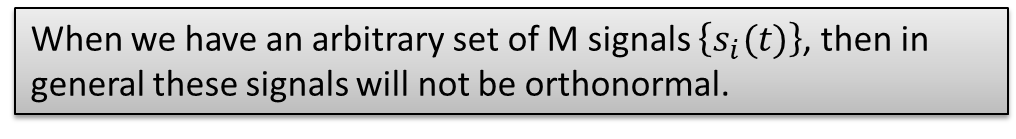 When we have an arbitrary set of M signals {𝑠ᵢ(𝑡)}, then in
general these signals will not be orthonormal.